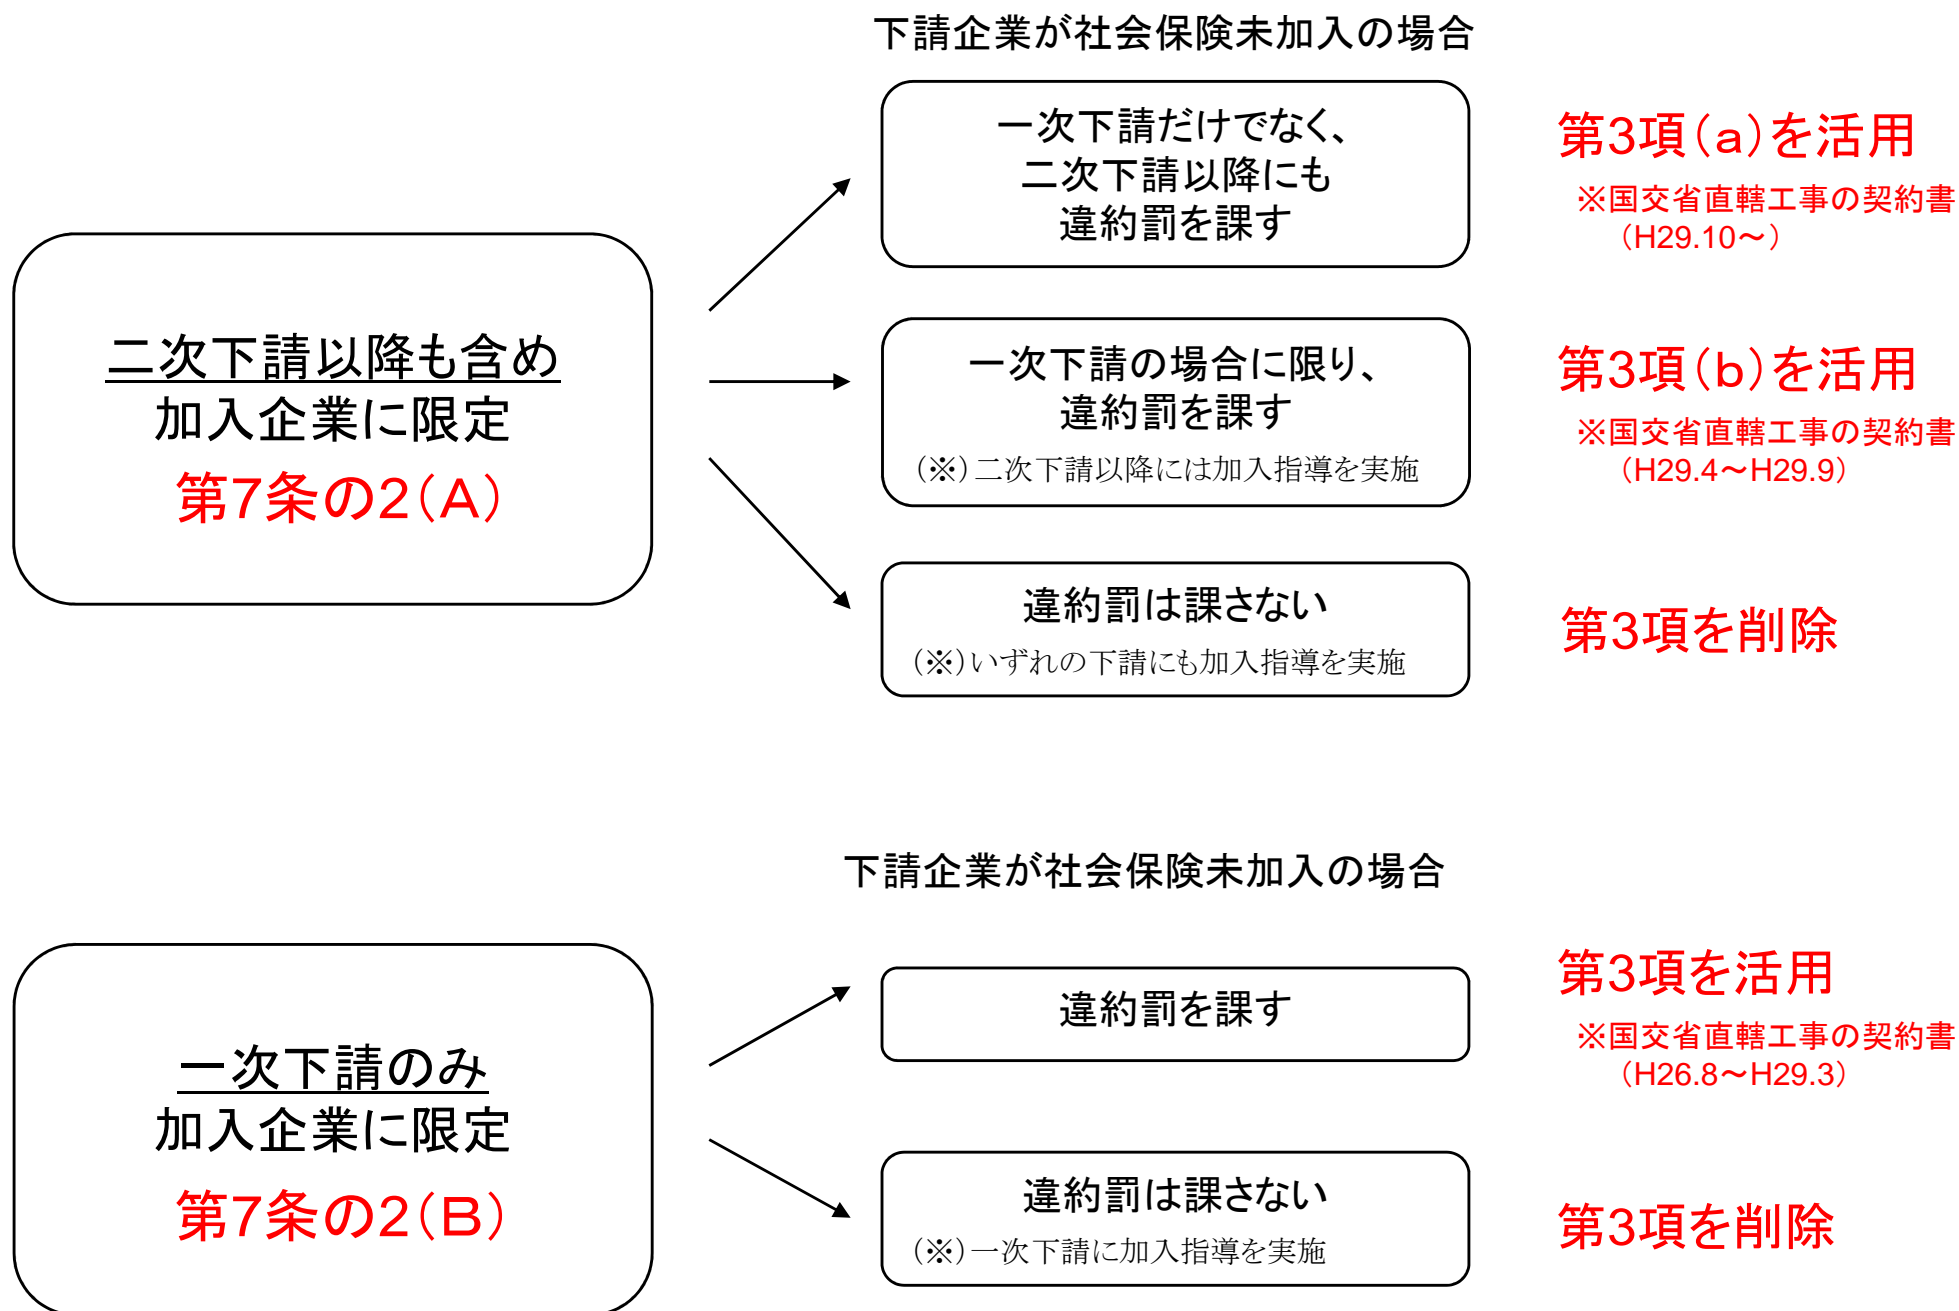 下請企業が社会保険未加入の場合
一次下請だけでなく、
二次下請以降にも
違約罰を課す
第3項(a)を活用
※国交省直轄工事の契約書
(H29.10~)
二次下請以降も含め
加入企業に限定
第7条の2(A)
一次下請の場合に限り、
違約罰を課す
(※)二次下請以降には加入指導を実施
第3項(b)を活用
※国交省直轄工事の契約書
(H29.4~H29.9)
違約罰は課さない
(※)いずれの下請にも加入指導を実施
第3項を削除
下請企業が社会保険未加入の場合
一次下請のみ
加入企業に限定
第7条の2(B)
違約罰を課す
第3項を活用
※国交省直轄工事の契約書
(H26.8~H29.3)
違約罰は課さない
(※)一次下請に加入指導を実施
第3項を削除